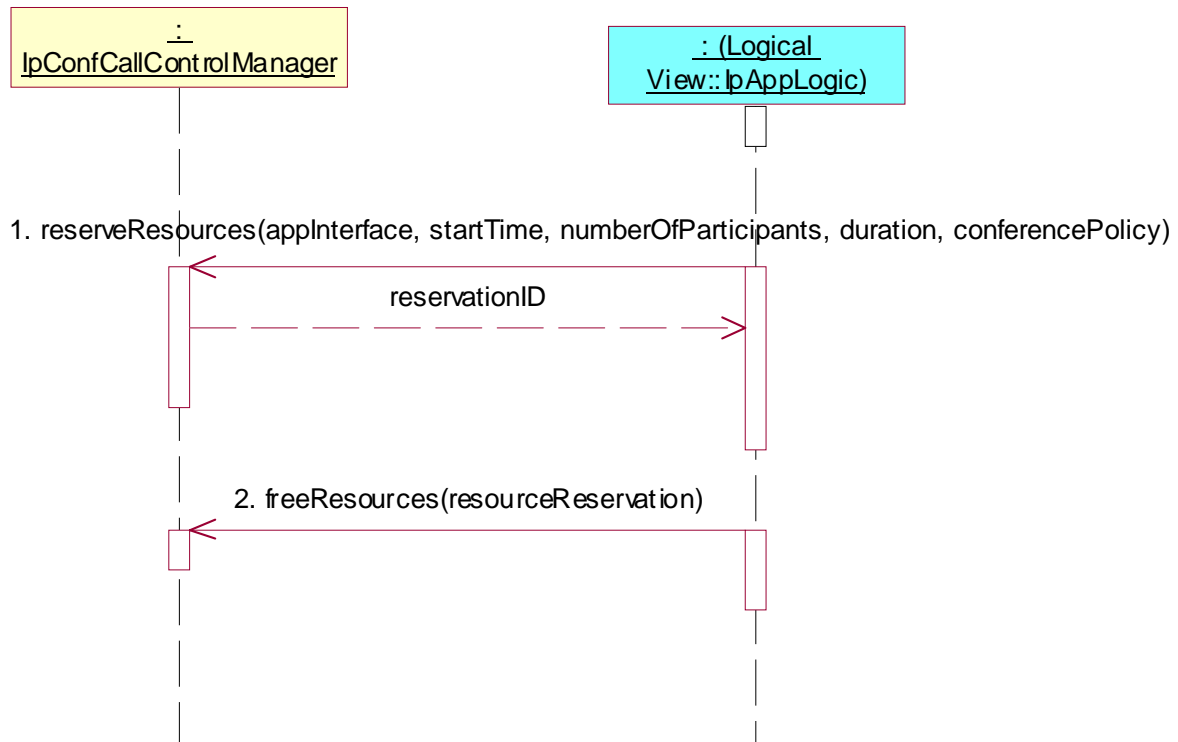 :
IpConfCallControlManager
: (Logical
View::IpAppLogic)
1. reserveResources(appInterface, startTime, numberOfParticipants, duration, conferencePolicy)
reservationID
2. freeResources(resourceReservation)